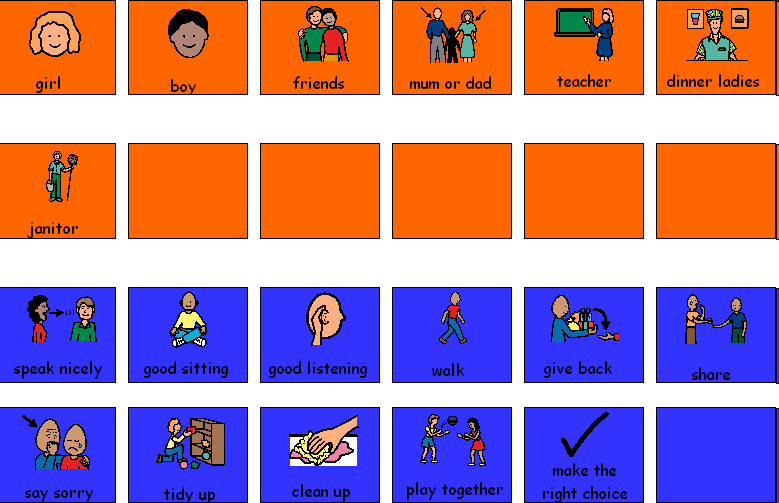 girl
boy
friends
mum or dad
teacher
dinner ladies
janitor
speak nicely
good sitting
good listening
walk
give back
share
say sorry
tidy up
clean up
play together
make the
right choice